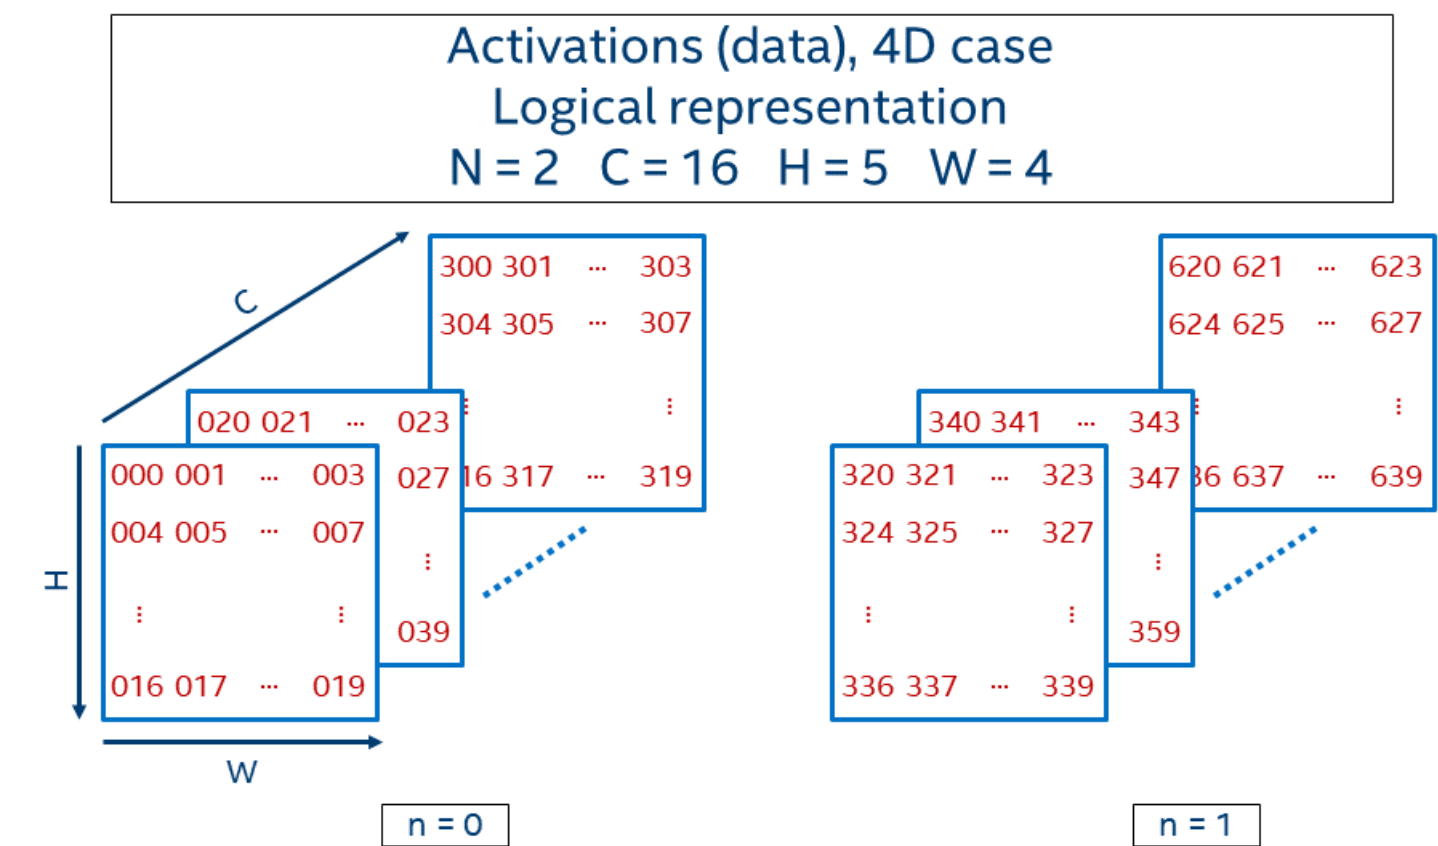 Activations (data), 4D case
Logical representation
N = 2 C = 16 H = 5 W = 4
C
300 301 ... 303
304 305 ... 307
⋮ ⋮
16 317 ... 319
020 021 ... 023
027
⋮
039
000 001 ... 003
004 005 ... 007
⋮ ⋮
016 017 ... 019
H
W
n = 0
620 621 ... 623
624 625 ... 627
⋮ ⋮
36 637 ... 639
340 341 ... 343
347
⋮
359
320 321 ... 323
324 325 ... 327
⋮ ⋮
336 337 ... 339
n = 1